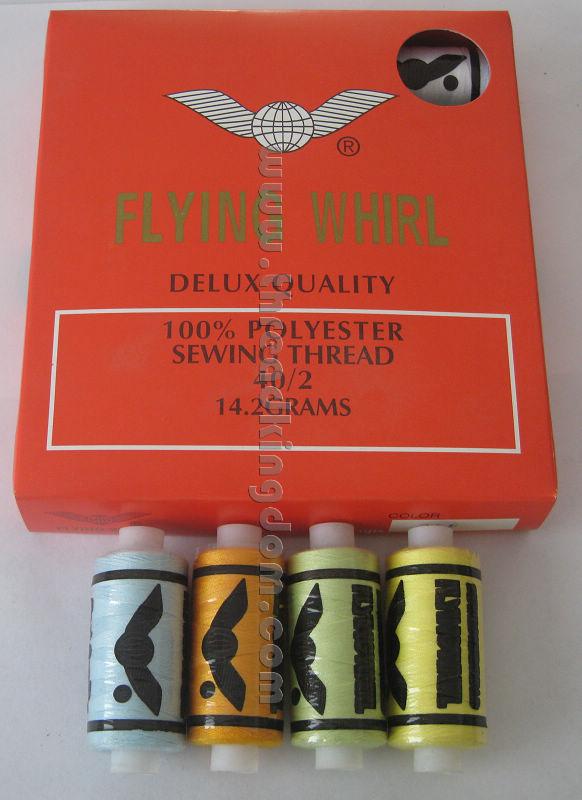 ®
FLYING WHIRL
DELUX QUALITY
100% POLYESTER
SEWING THREAD
40/2
14.2GRAMS
www.threadkingdom.com
COLOR